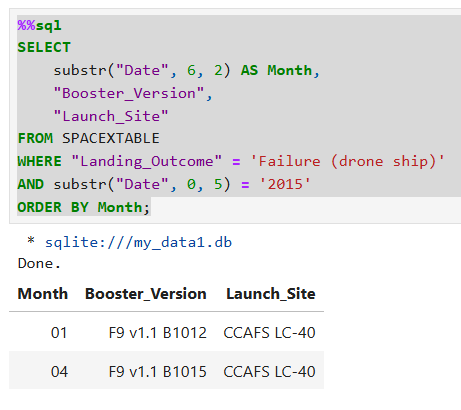 %%sql
SELECT
substr("Date", 6, 2) AS Month,
"Booster_Version",
"Launch_Site"
FROM SPACEXTABLE
WHERE "Landing_Outcome" = 'Failure (drone ship)'
AND substr("Date", 0, 5) = '2015'
ORDER BY Month;
* sqlite:///my_data1.db
Done.
Month Booster_Version Launch_Site
01 F9 v1.1 B1012 CCAFS LC-40
04 F9 v1.1 B1015 CCAFS LC-40